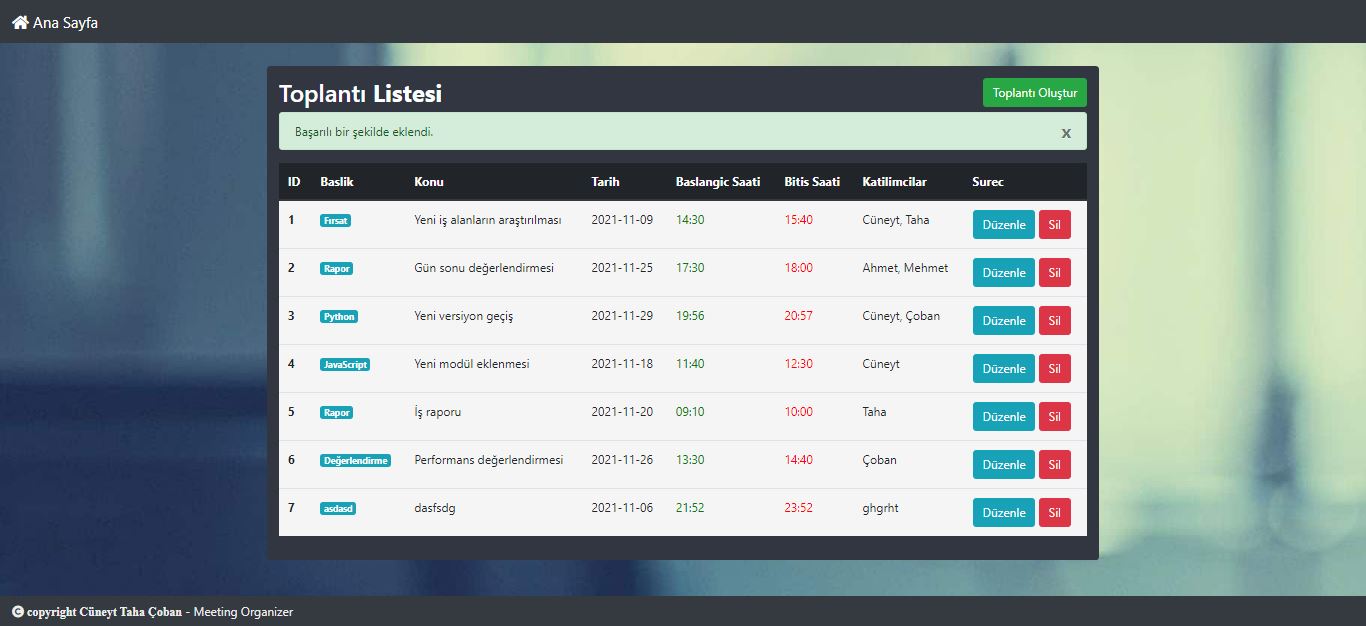 Ana Sayfa
Toplantı Listesi
Toplantı Oluştur
Başarılı bir şekilde eklendi. x
ID Baslik Konu Tarih Baslangic Saati Bitis Saati Katilimcilar Surec
1 Fırsat Yeni iş alanların araştırılması 2021-11-09 14:30 15:40 Cüneyt, Taha Düzenle Sil
2 Rapor Gün sonu değerlendirmesi 2021-11-25 17:30 18:00 Ahmet, Mehmet Düzenle Sil
3 Python Yeni versiyon geçiş 2021-11-29 19:56 20:57 Cüneyt, Çoban Düzenle Sil
4 JavaScript Yeni modül eklenmesi 2021-11-18 11:40 12:30 Cüneyt Düzenle Sil
5 Rapor İş raporu 2021-11-20 09:10 10:00 Taha Düzenle Sil
6 Değerlendirme Performans değerlendirmesi 2021-11-26 13:30 14:40 Çoban Düzenle Sil
7 asdasd dasfsdg 2021-11-06 21:52 23:52 ghgrht Düzenle Sil
copyright Cüneyt Taha Çoban - Meeting Organizer